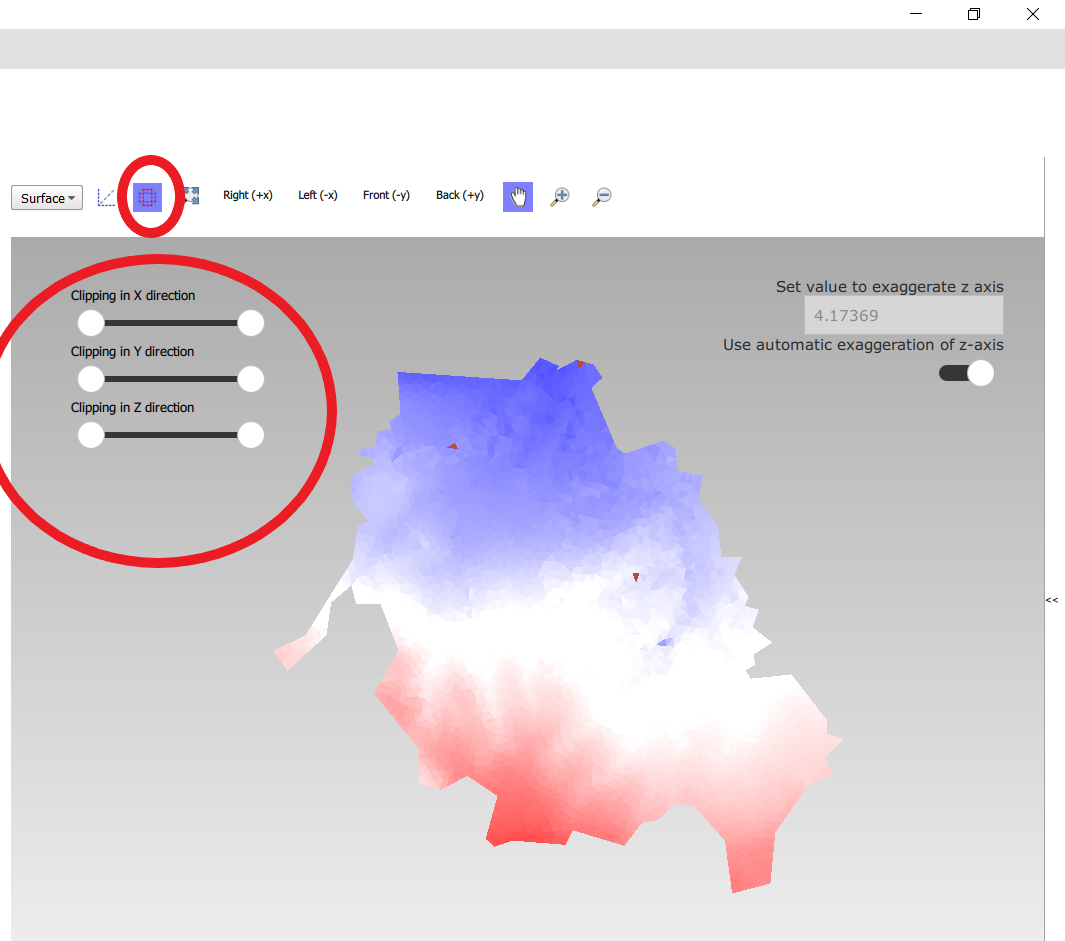 Surface
Right (+x)
Left (-x)
Front (-y)
Back (+y)
Clipping in X direction
Clipping in Y direction
Clipping in Z direction
Set value to exaggerate z axis
4.17369
Use automatic exaggeration of z-axis
<<